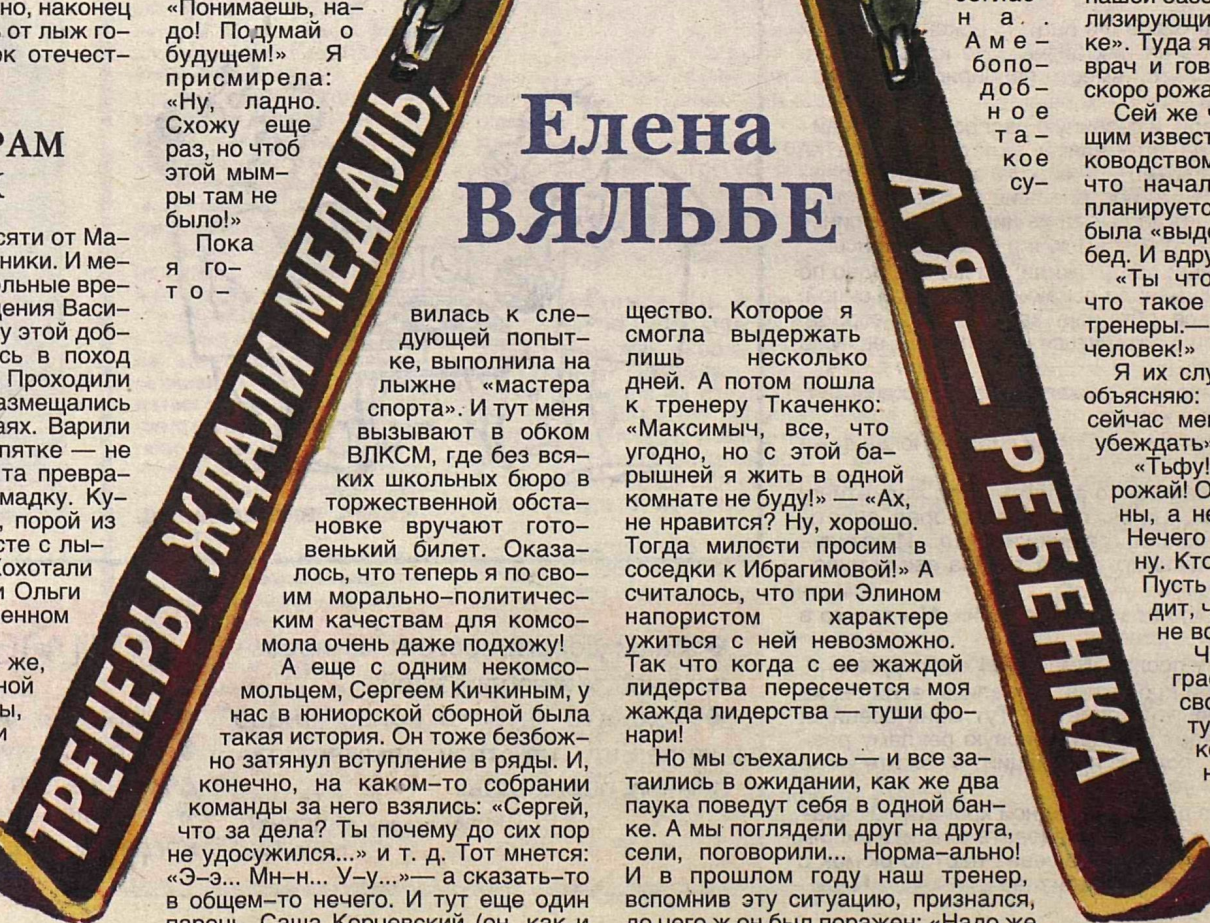 но, наконец
от лыж го-
отечест-
РАМ
сяти от Ма-
ники. И ме-
льные вре-
дения Васи-
у этой доб-
сь в поход
Проходили
азмещались
аях. Варили
пятке — не
та превра-
мадку. Ку-
, порой из
сте с лы-
Хохотали
и Ольги
енном
же,
ной
ы,
и
«Понимаешь, на-
до! Подумай о
будущем!» Я
присмирела:
«Ну, ладно.
Схожу еще
раз, но чтоб
этой мым-
ры там не
было!»
Пока
я го-
то-
ТРЕНЕРЫ ЖДАЛИ МЕДАЛЬ,
А Я — РЕБЕНКА
Елена
ВЯЛЬБЕ
вилась к сле-
дующей попыт-
ке, выполнила на
лыжне «мастера
спорта». И тут меня
вызывают в обком
ВЛКСМ, где без вся-
ких школьных бюро в
торжественной обста-
новке вручают гото-
венький билет. Оказа-
лось, что теперь я по сво-
им морально-политичес-
ким качествам для комсо-
мола очень даже подхожу!
А еще с одним некомсо-
мольцем, Сергеем Кичкиным, у
нас в юниорской сборной была
такая история. Он тоже безбож-
но затянул вступление в ряды. И,
конечно, на каком-то собрании
команды за него взялись: «Сергей,
что за дела? Ты почему до сих пор
не удосужился...» и т. д. Тот мнется:
«Э-э... Мн-н... У-у...»— а сказать-то
в общем-то нечего. И тут еще один
на..
Аме-
бопо-
доб-
ное
та-
кое
су-
щество. Которое я
смогла выдержать
лишь несколько
дней. А потом пошла
к тренеру Ткаченко:
«Максимыч, все, что
угодно, но с этой ба-
рышней я жить в одной
комнате не буду!» — «Ах,
не нравится? Ну, хорошо.
Тогда милости просим в
соседки к Ибрагимовой!» А
считалось, что при Элином
напористом характере
ужиться с ней невозможно.
Так что когда с ее жаждой
лидерства пересечется моя
жажда лидерства — туши фо-
нари!
Но мы съехались — и все за-
таились в ожидании, как же два
паука поведут себя в одной бан-
ке. А мы поглядели друг на друга,
сели, поговорили... Норма-ально!
И в прошлом году наш тренер,
вспомнив эту ситуацию, признался,
лизирующи
ке». Туда я
врач и гов
скоро рожа
Сей же ч
щим извест
ководством
что начал
планируетс
была «выде
бед. И вдру
«Ты что
что такое
тренеры.—
человек!»
Я их слу
объясняю:
сейчас мен
убеждать»
«Тьфу!
рожай! О
ны, а не
Нечего
ну. Кто
Пусть
дит, ч
не во
Ч
гра
сво
ту
к
н